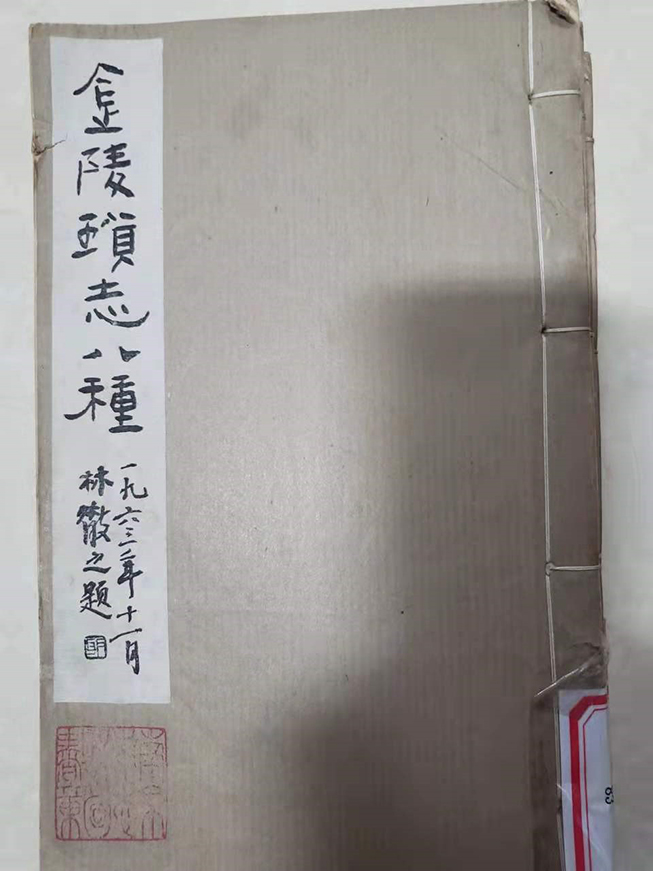 金陵瑣志八種
一九六三年十一月
林散之題